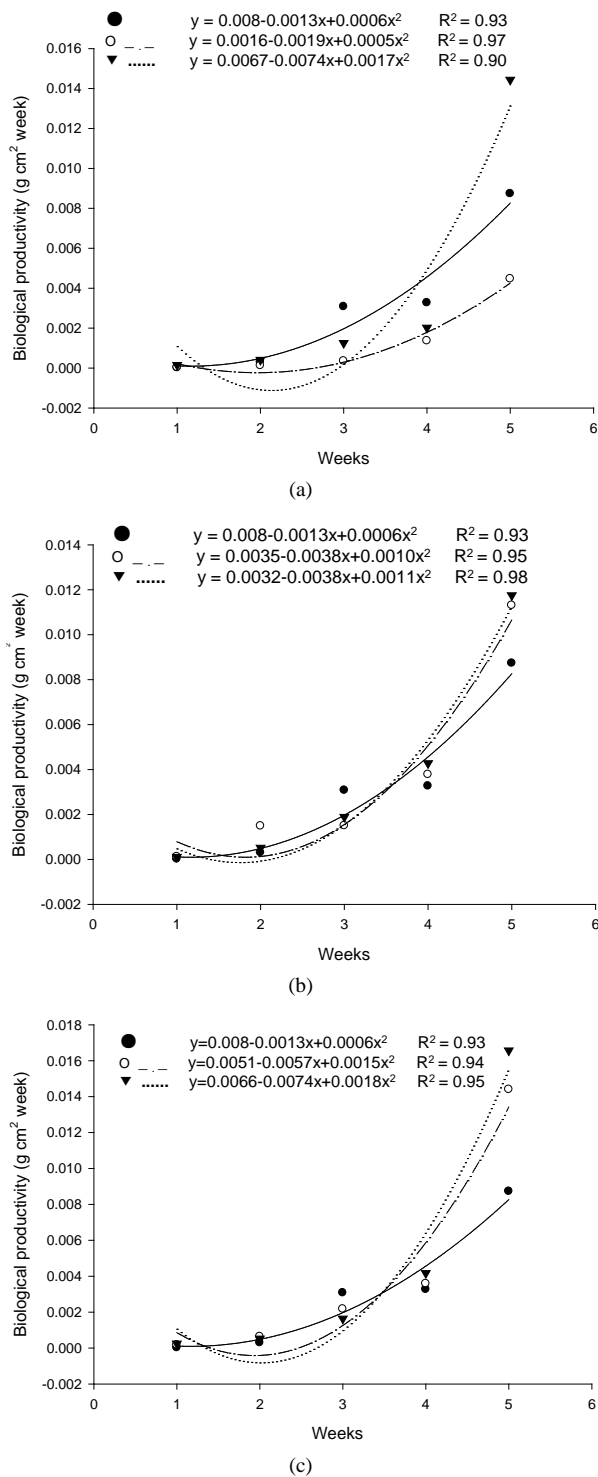 y = 0.008-0.0013x+0.0006x² R² = 0.93
y = 0.0016-0.0019x+0.0005x² R² = 0.97
y = 0.0067-0.0074x+0.0017x² R² = 0.90
0.016
0.014
0.012
0.010
0.008
0.006
0.004
0.002
0.000
-0.002
Biological productivity (g cm² week)
0 1 2 3 4 5 6
Weeks
(a)
y = 0.008-0.0013x+0.0006x² R² = 0.93
y = 0.0035-0.0038x+0.0010x² R² = 0.95
y = 0.0032-0.0038x+0.0011x² R² = 0.98
0.014
0.012
0.010
0.008
0.006
0.004
0.002
0.000
-0.002
Biological productivity (g cm² week)
0 1 2 3 4 5 6
Weeks
(b)
y=0.008-0.0013x+0.0006x² R² = 0.93
y=0.0051-0.0057x+0.0015x² R² = 0.94
y=0.0066-0.0074x+0.0018x² R² = 0.95
0.018
0.016
0.014
0.012
0.010
0.008
0.006
0.004
0.002
0.000
-0.002
Biological productivity (g cm² week)
0 1 2 3 4 5 6
Weeks
(c)